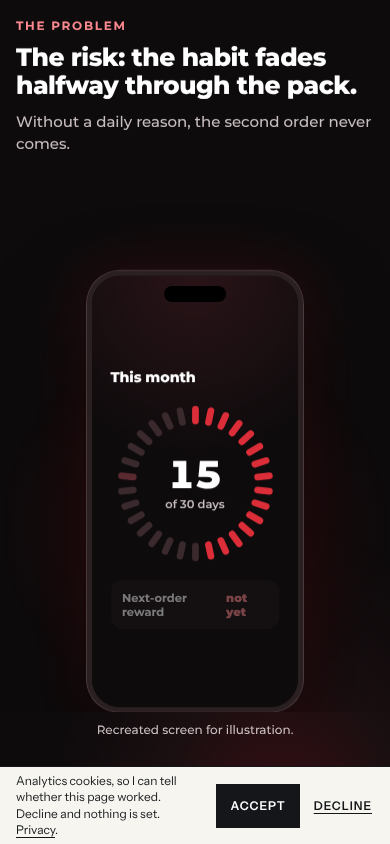 THE PROBLEM
The risk: the habit fades
halfway through the pack.
Without a daily reason, the second order never
comes.
This month
15
of 30 days
Next-order
reward
not
yet
Recreated screen for illustration.
Analytics cookies, so I can tell
whether this page worked.
Decline and nothing is set.
Privacy.
ACCEPT
DECLINE